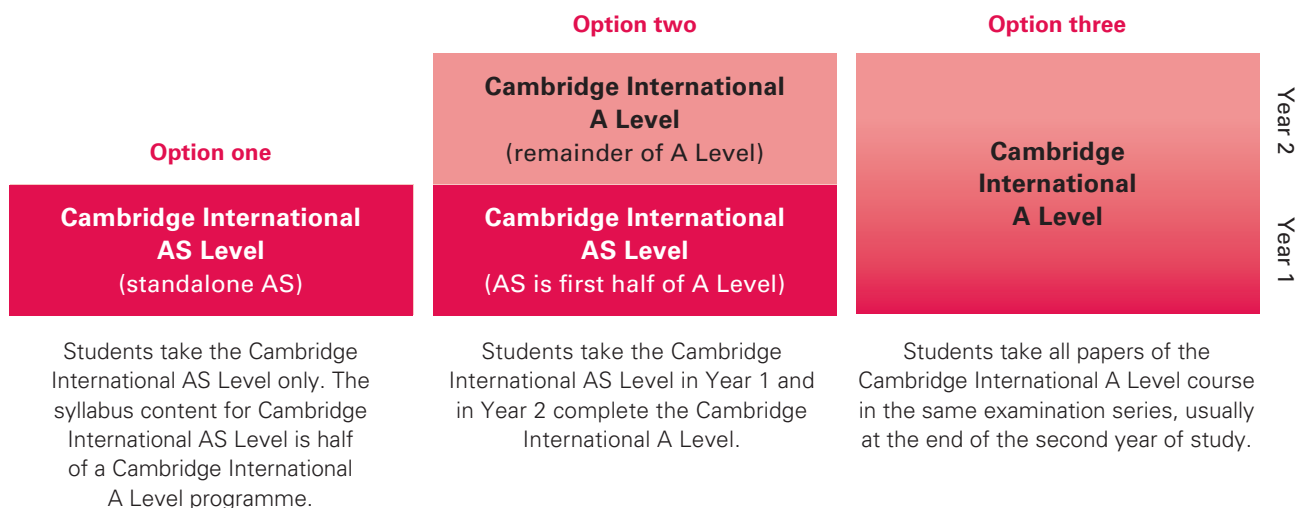 Option one
Cambridge International
AS Level
(standalone AS)
Students take the Cambridge
International AS Level only. The
syllabus content for Cambridge
International AS Level is half
of a Cambridge International
A Level programme.
Option two
Cambridge International
A Level
(remainder of A Level)
Cambridge International
AS Level
(AS is first half of A Level)
Students take the Cambridge
International AS Level in Year 1 and
in Year 2 complete the Cambridge
International A Level.
Option three
Cambridge
International
A Level
Students take all papers of the
Cambridge International A Level course
in the same examination series, usually
at the end of the second year of study.
Year 2
Year 1